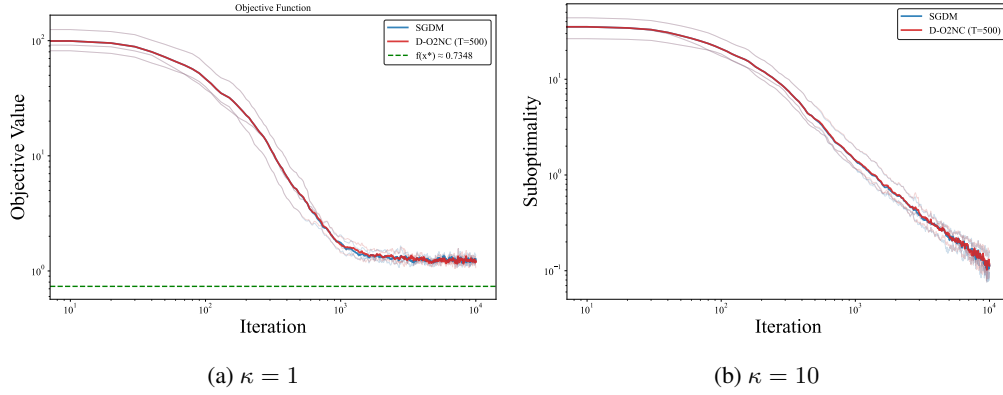 Objective Function
SGDM
D-O2NC (T=500)
f(x*) ≈ 0.7348
Objective Value
10²
10¹
10⁰
10¹
10²
10³
10⁴
Iteration
(a) κ = 1
SGDM
D-O2NC (T=500)
Suboptimality
10¹
10⁰
10⁻¹
10¹
10²
10³
10⁴
Iteration
(b) κ = 10